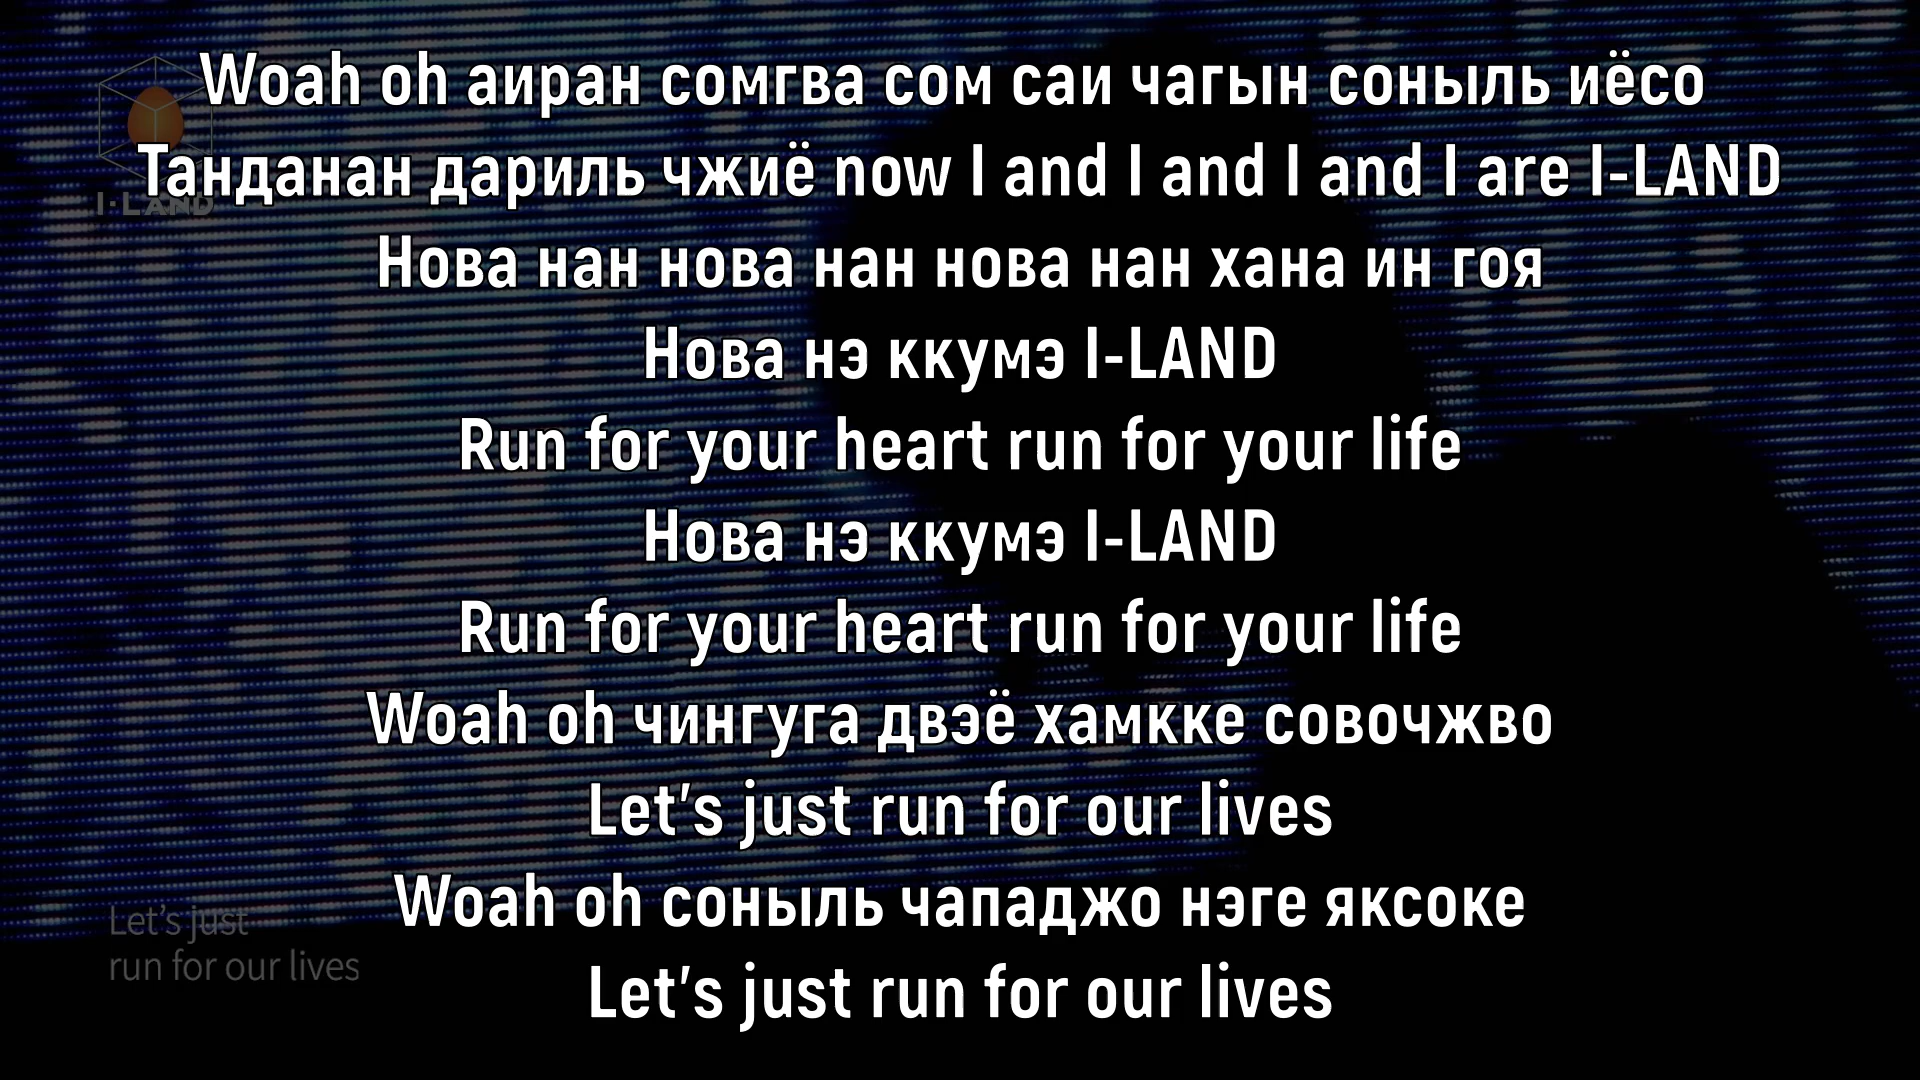 Woah oh аиран сомгва сом саи чагын соныль иёсо
Танданан дариль чжиё now I and I and I and I are I-LAND
Нова нан нова нан нова нан хана ин гоя
Нова нэ ккумэ I-LAND
Run for your heart run for your life
Нова нэ ккумэ I-LAND
Run for your heart run for your life
Woah oh чингуга двэё хамкке совочжво
Let's just run for our lives
Woah oh соныль чападжо нэге яксоке
Let's just run for our lives
I·LAND
Let's just
run for our lives